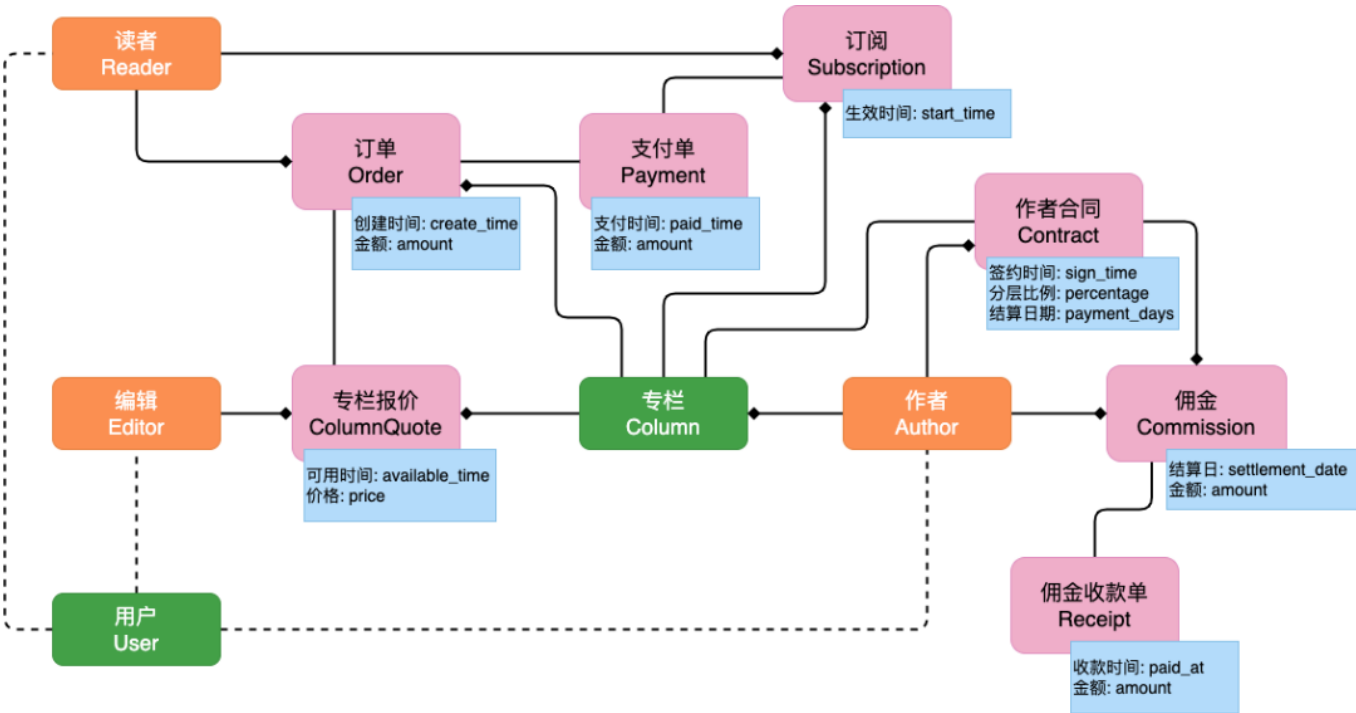 读者
Reader
订阅
Subscription
生效时间: start_time
订单
Order
创建时间: create_time
金额: amount
支付单
Payment
支付时间: paid_time
金额: amount
作者合同
Contract
签约时间: sign_time
分层比例: percentage
结算日期: payment_days
编辑
Editor
专栏报价
ColumnQuote
可用时间: available_time
价格: price
专栏
Column
作者
Author
佣金
Commission
结算日: settlement_date
金额: amount
用户
User
佣金收款单
Receipt
收款时间: paid_at
金额: amount